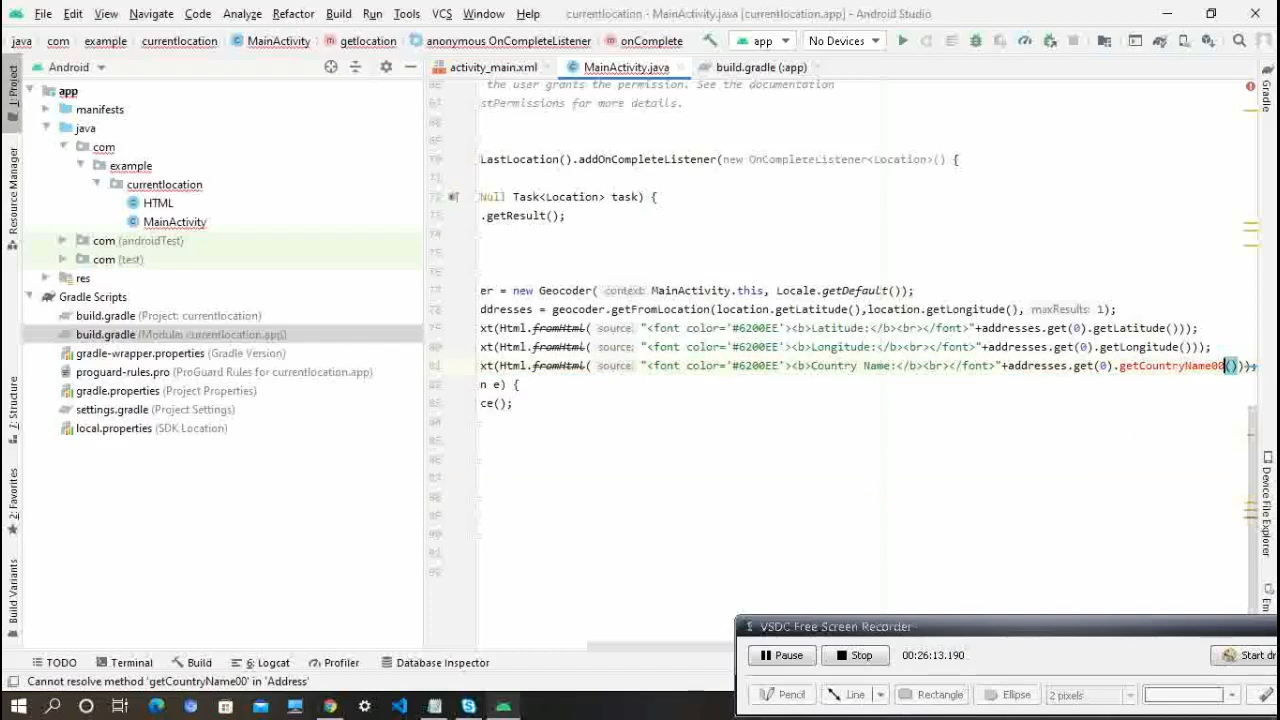 File Edit View Navigate Code Analyze Refactor Build Run Tools VCS Window Help currentlocation - MainActivity.java [currentlocation.app] - Android Studio
java com example currentlocation MainActivity getlocation anonymous OnCompleteListener onComplete app No Devices
Android
activity_main.xml MainActivity.java build.gradle (:app)
1: Project
Resource Manager
7: Structure
2: Favorites
Build Variants
app
manifests
java
com
example
currentlocation
HTML
MainActivity
com (androidTest)
com (test)
res
Gradle Scripts
build.gradle (Project: currentlocation)
build.gradle (Module: currentlocation.app)
gradle-wrapper.properties (Gradle Version)
proguard-rules.pro (ProGuard Rules for currentlocation.app)
gradle.properties (Project Settings)
settings.gradle (Project Settings)
local.properties (SDK Location)
the user grants the permission. See the documentation
stPermissions for more details.
LastLocation().addOnCompleteListener(new OnCompleteListener<Location>() {
Task<Location> task) {
.getResult();
er = new Geocoder( context: MainActivity.this, Locale.getDefault());
ddresses = geocoder.getFromLocation(location.getLatitude(),location.getLongitude(), maxResults: 1);
xt(Html.fromHtml( source: "<font color='#6200EE'><b>Latitude:</b><br></font>"+addresses.get(0).getLatitude()));
xt(Html.fromHtml( source: "<font color='#6200EE'><b>Longitude:</b><br></font>"+addresses.get(0).getLongitude()));
xt(Html.fromHtml( source: "<font color='#6200EE'><b>Country Name:</b><br></font>"+addresses.get(0).getCountryName00()));
n e) {
ce();
Gradle
Device File Explorer
Em
VSDC Free Screen Recorder
Pause Stop 00:26:13.190 Start dr
Pencil Line Rectangle Ellipse 2 pixels
TODO Terminal Build 6: Logcat Profiler Database Inspector
Cannot resolve method 'getCountryName00' in 'Address'